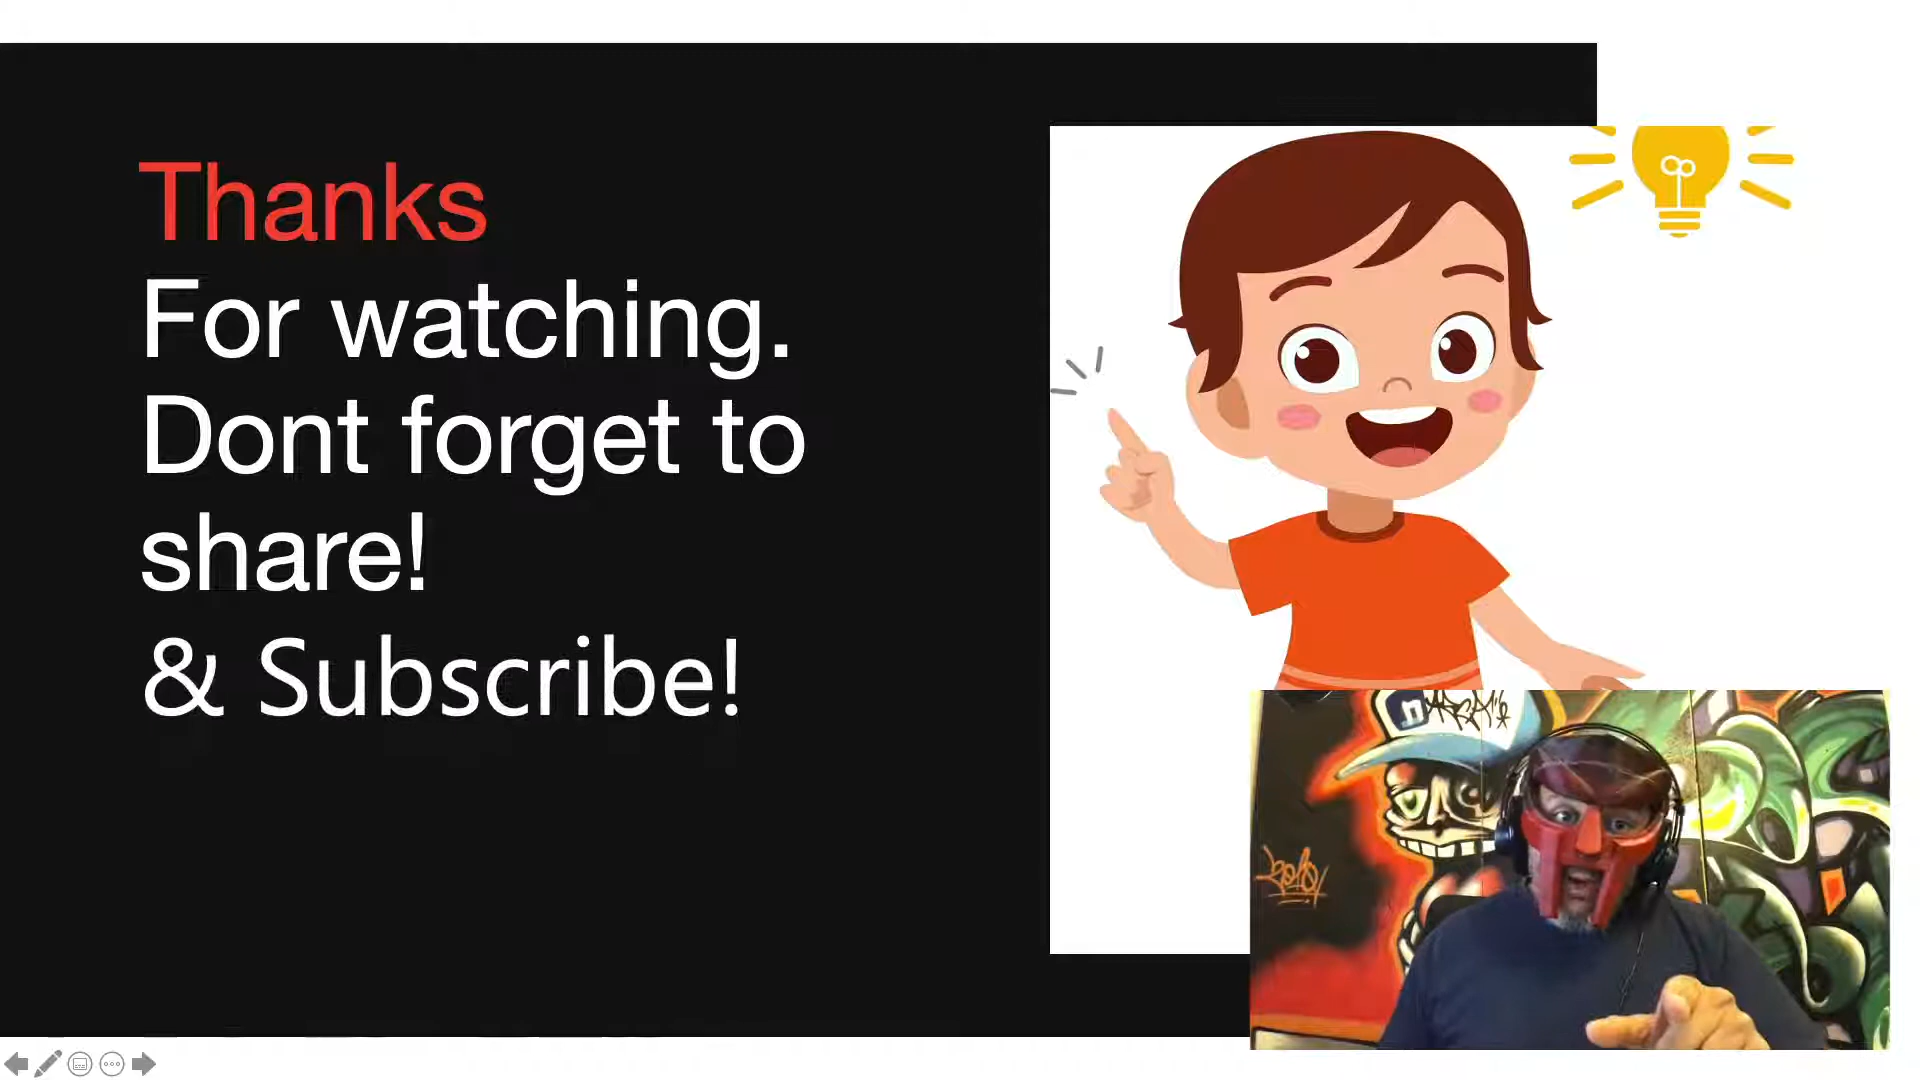 Thanks
For watching.
Dont forget to
share!
& Subscribe!